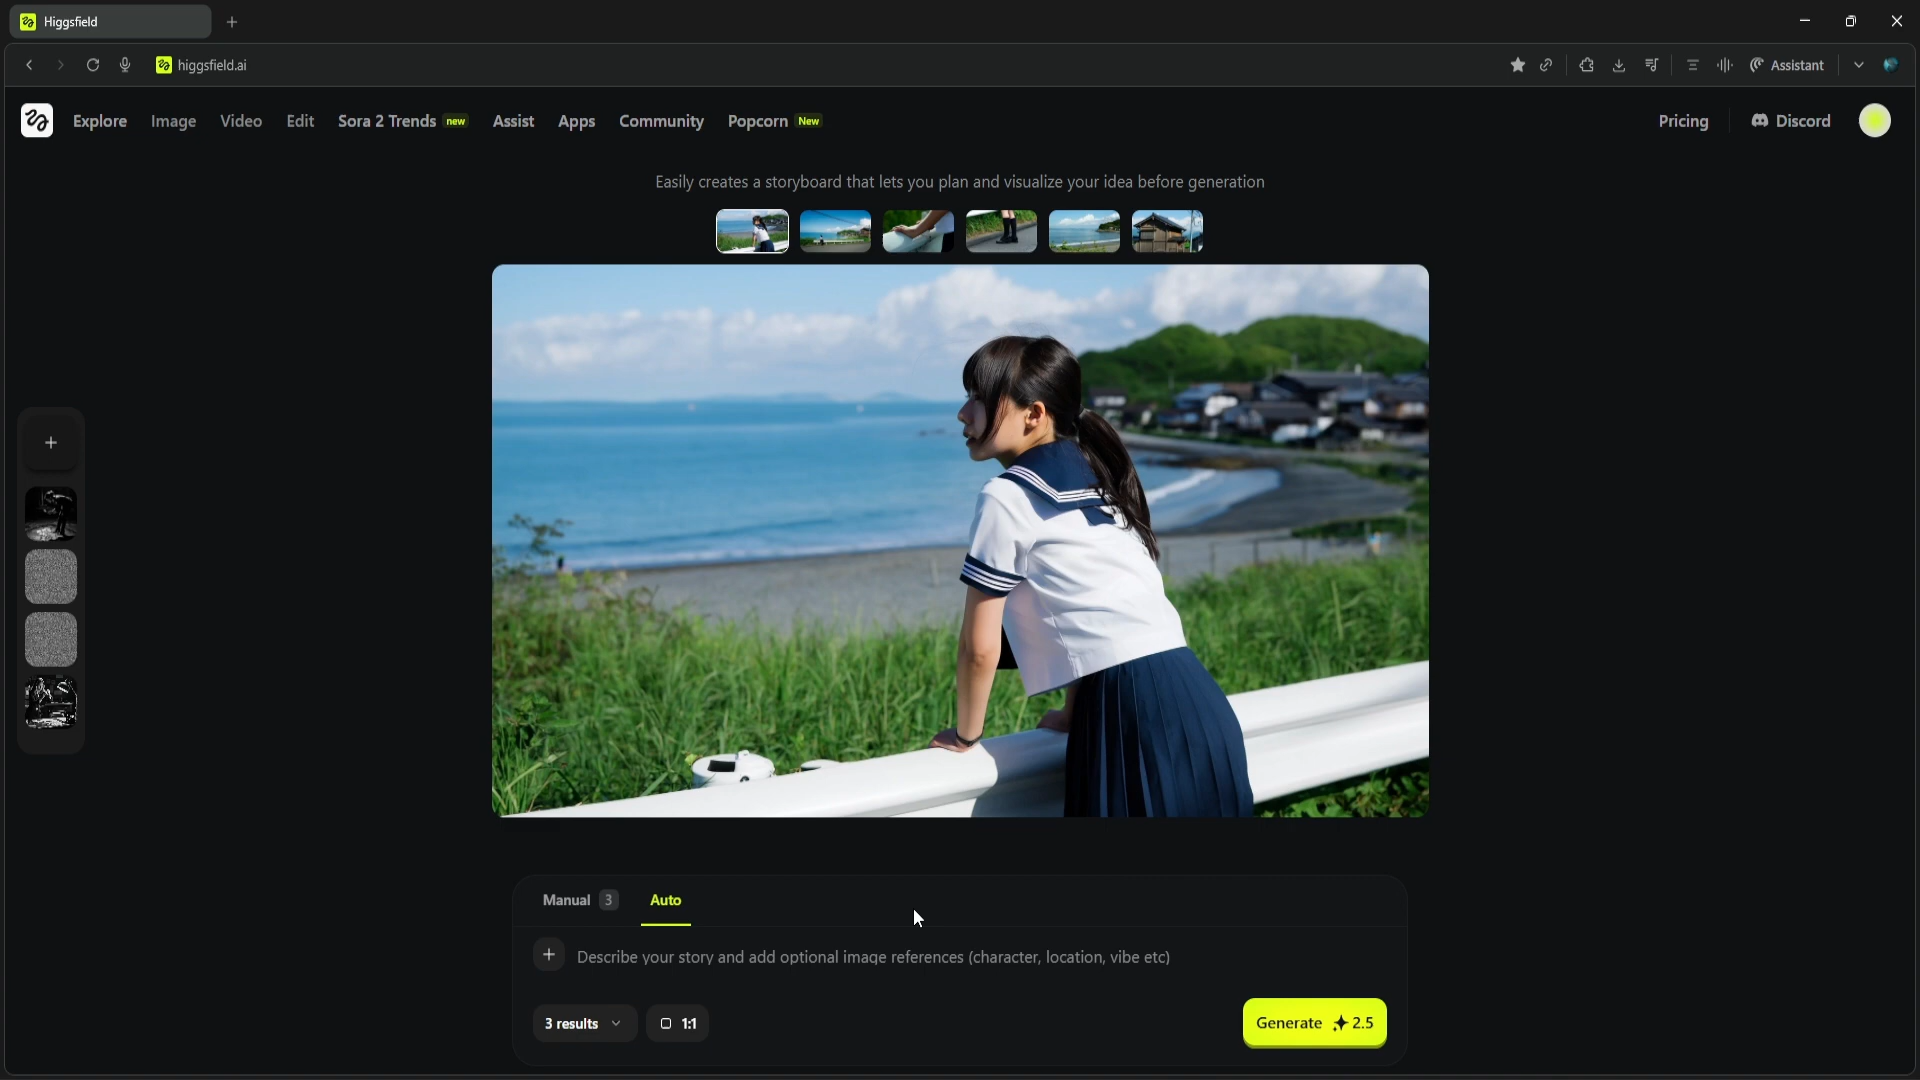 Higgsfield
higgsfield.ai
Assistant
Explore Image Video Edit Sora 2 Trends new Assist Apps Community Popcorn New Pricing Discord
Easily creates a storyboard that lets you plan and visualize your idea before generation
Manual 3 Auto
Describe your story and add optional image references (character, location, vibe etc)
3 results 1:1 Generate 2.5